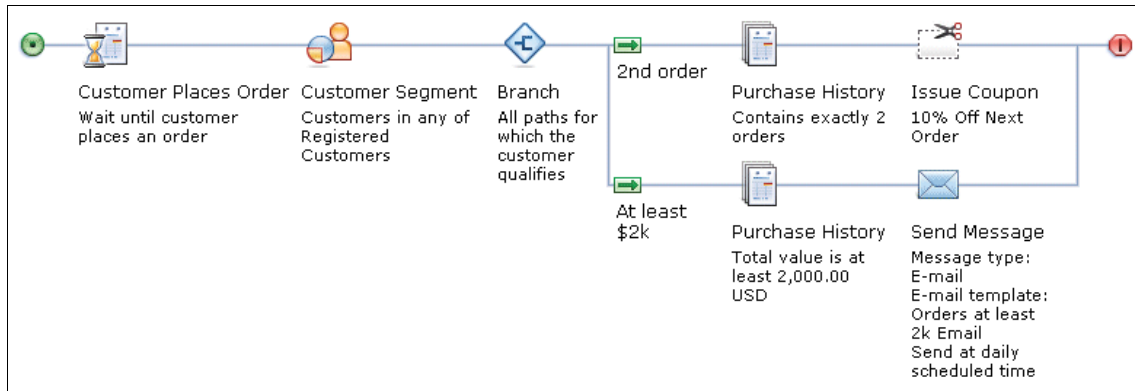 Customer Places Order
Wait until customer
places an order
Customer Segment
Customers in any of
Registered
Customers
Branch
All paths for
which the
customer
qualifies
2nd order
Purchase History
Contains exactly 2
orders
Issue Coupon
10% Off Next
Order
At least
$2k
Purchase History
Total value is at
least 2,000.00
USD
Send Message
Message type:
E-mail
E-mail template:
Orders at least
2k Email
Send at daily
scheduled time